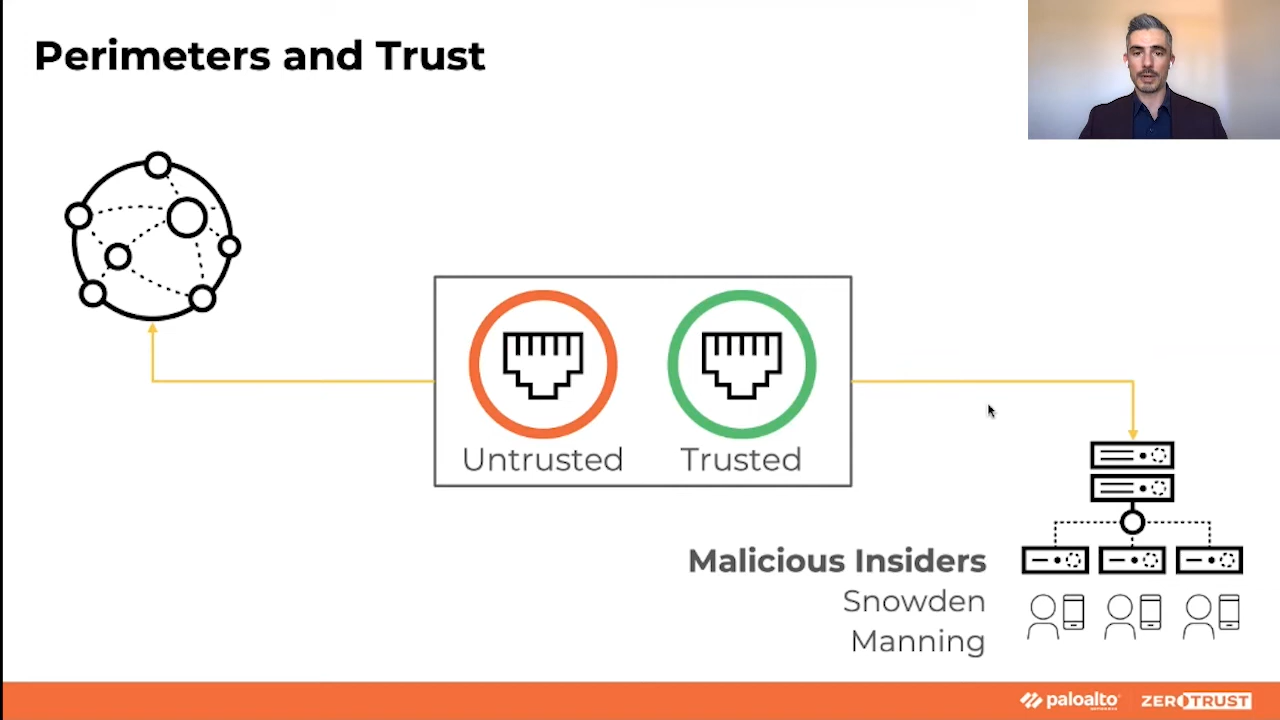 Perimeters and Trust
Untrusted
Trusted
Malicious Insiders
Snowden
Manning
paloalto
ZERO TRUST